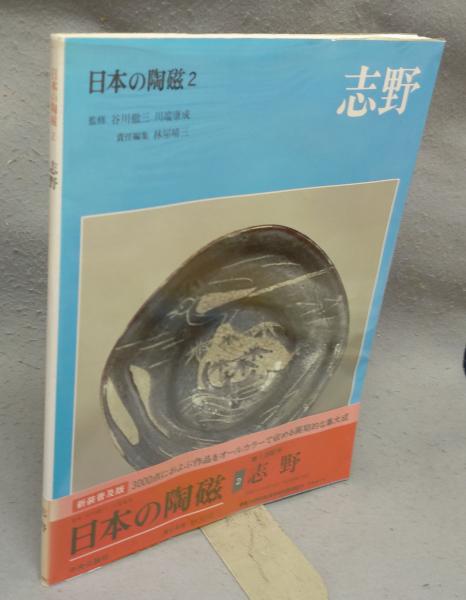 日本の陶磁 2
志野
監修 谷川徹三 川端康成
責任編集 林屋晴三
日本の陶磁 2
志野
新装普及版 3000点におよぶ作品をオールカラーで収める画期的な集大成
日本の陶磁 2 志野